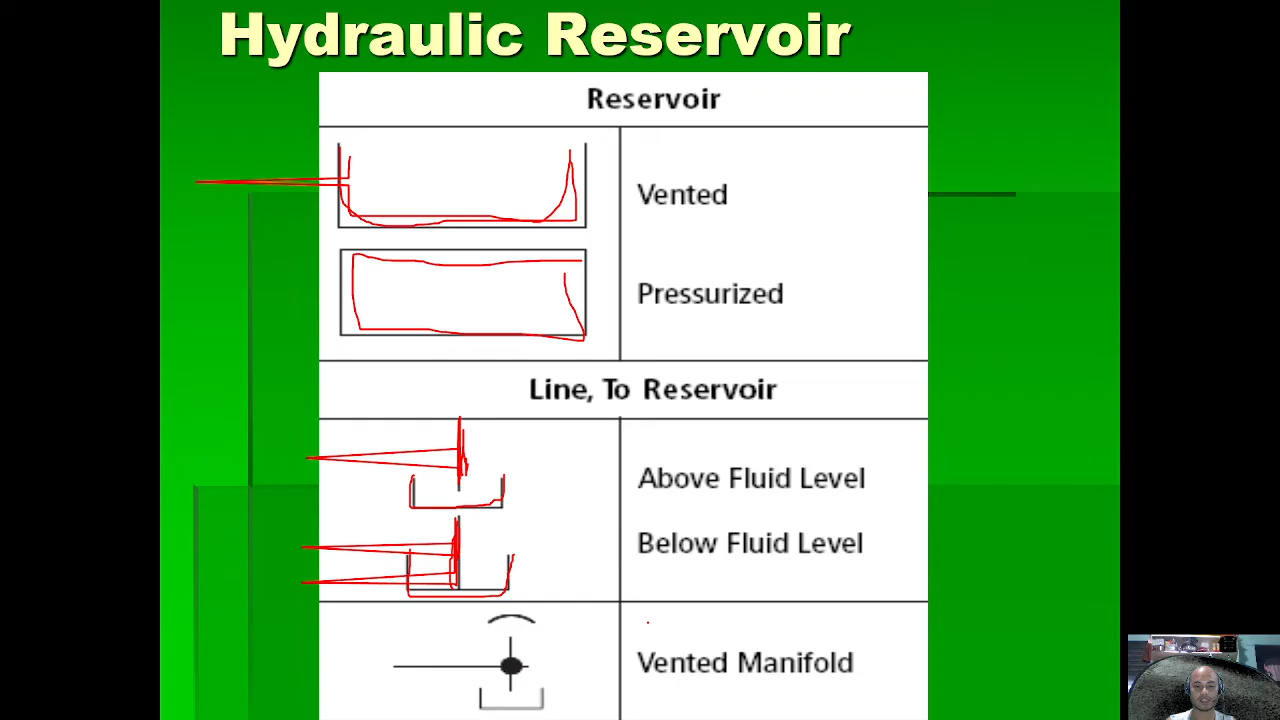 Hydraulic Reservoir
Reservoir
Vented
Pressurized
Line, To Reservoir
Above Fluid Level
Below Fluid Level
Vented Manifold